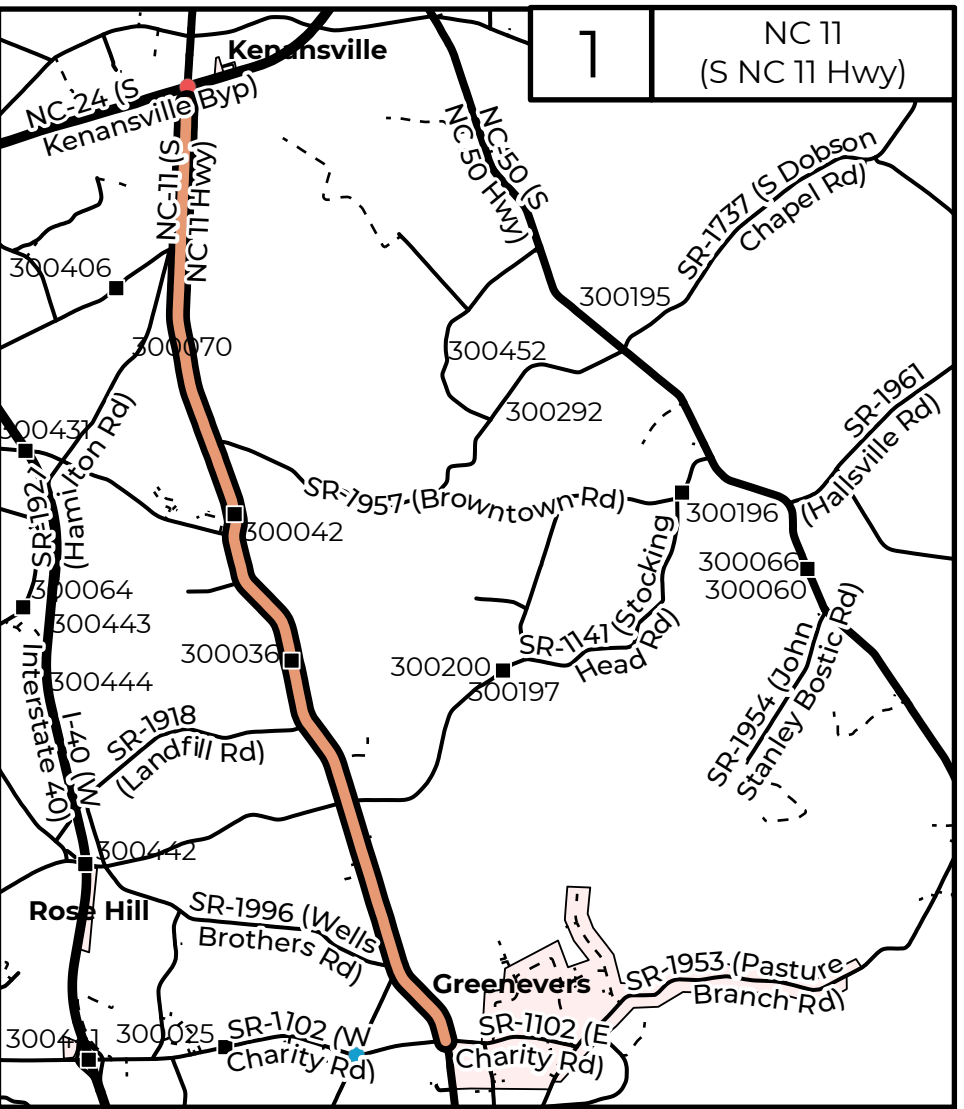 1
NC 11
(S NC 11 Hwy)
Kenansville
NC-24 (S
Kenansville Byp)
NC-11 (S
NC 11 Hwy)
NC-50 (S
NC 50 Hwy)
SR-1737 (S Dobson
Chapel Rd)
300406
300195
300070
300452
300292
SR-1961
(Hallsville Rd)
300431
(Hamilton Rd)
SR-1957 (Browntown Rd)
300196
300042
300066
300060
300064
300443
SR-1141 (Stocking
Head Rd)
300036
300200
300197
300444
SR-1954 (John
Stanley Bostic Rd)
SR-1918
(Landfill Rd)
I-40 (W
Interstate 40)
300442
Rose Hill
SR-1996 (Wells
Brothers Rd)
Greenevers
SR-1953 (Pasture
Branch Rd)
300025
SR-1102 (W
Charity Rd)
SR-1102 (E
Charity Rd)